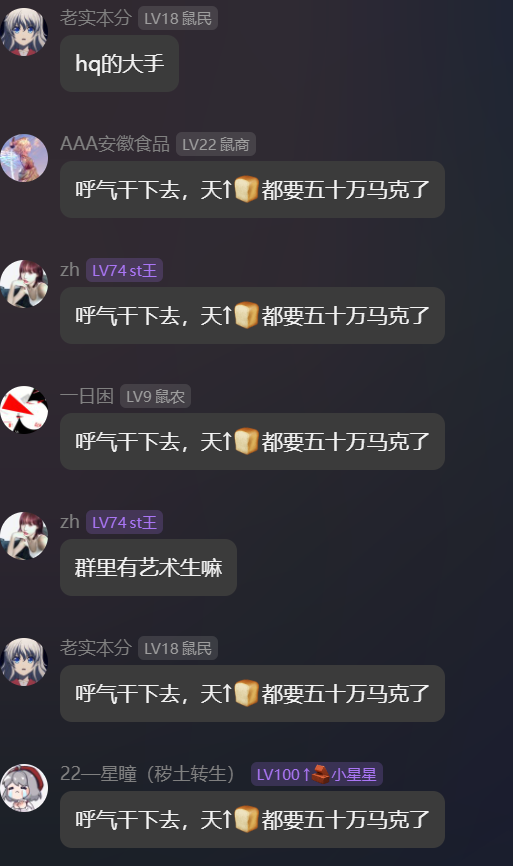 老实本分 LV18 鼠民
hq的大手
AAA安徽食品 LV22 鼠商
呼气干下去，天↑🍞都要五十万马克了
zh LV74 st王
呼气干下去，天↑🍞都要五十万马克了
一日困 LV9 鼠农
呼气干下去，天↑🍞都要五十万马克了
zh LV74 st王
群里有艺术生嘛
老实本分 LV18 鼠民
呼气干下去，天↑🍞都要五十万马克了
22—星瞳（秽土转生） LV100↑🧱小星星
呼气干下去，天↑🍞都要五十万马克了